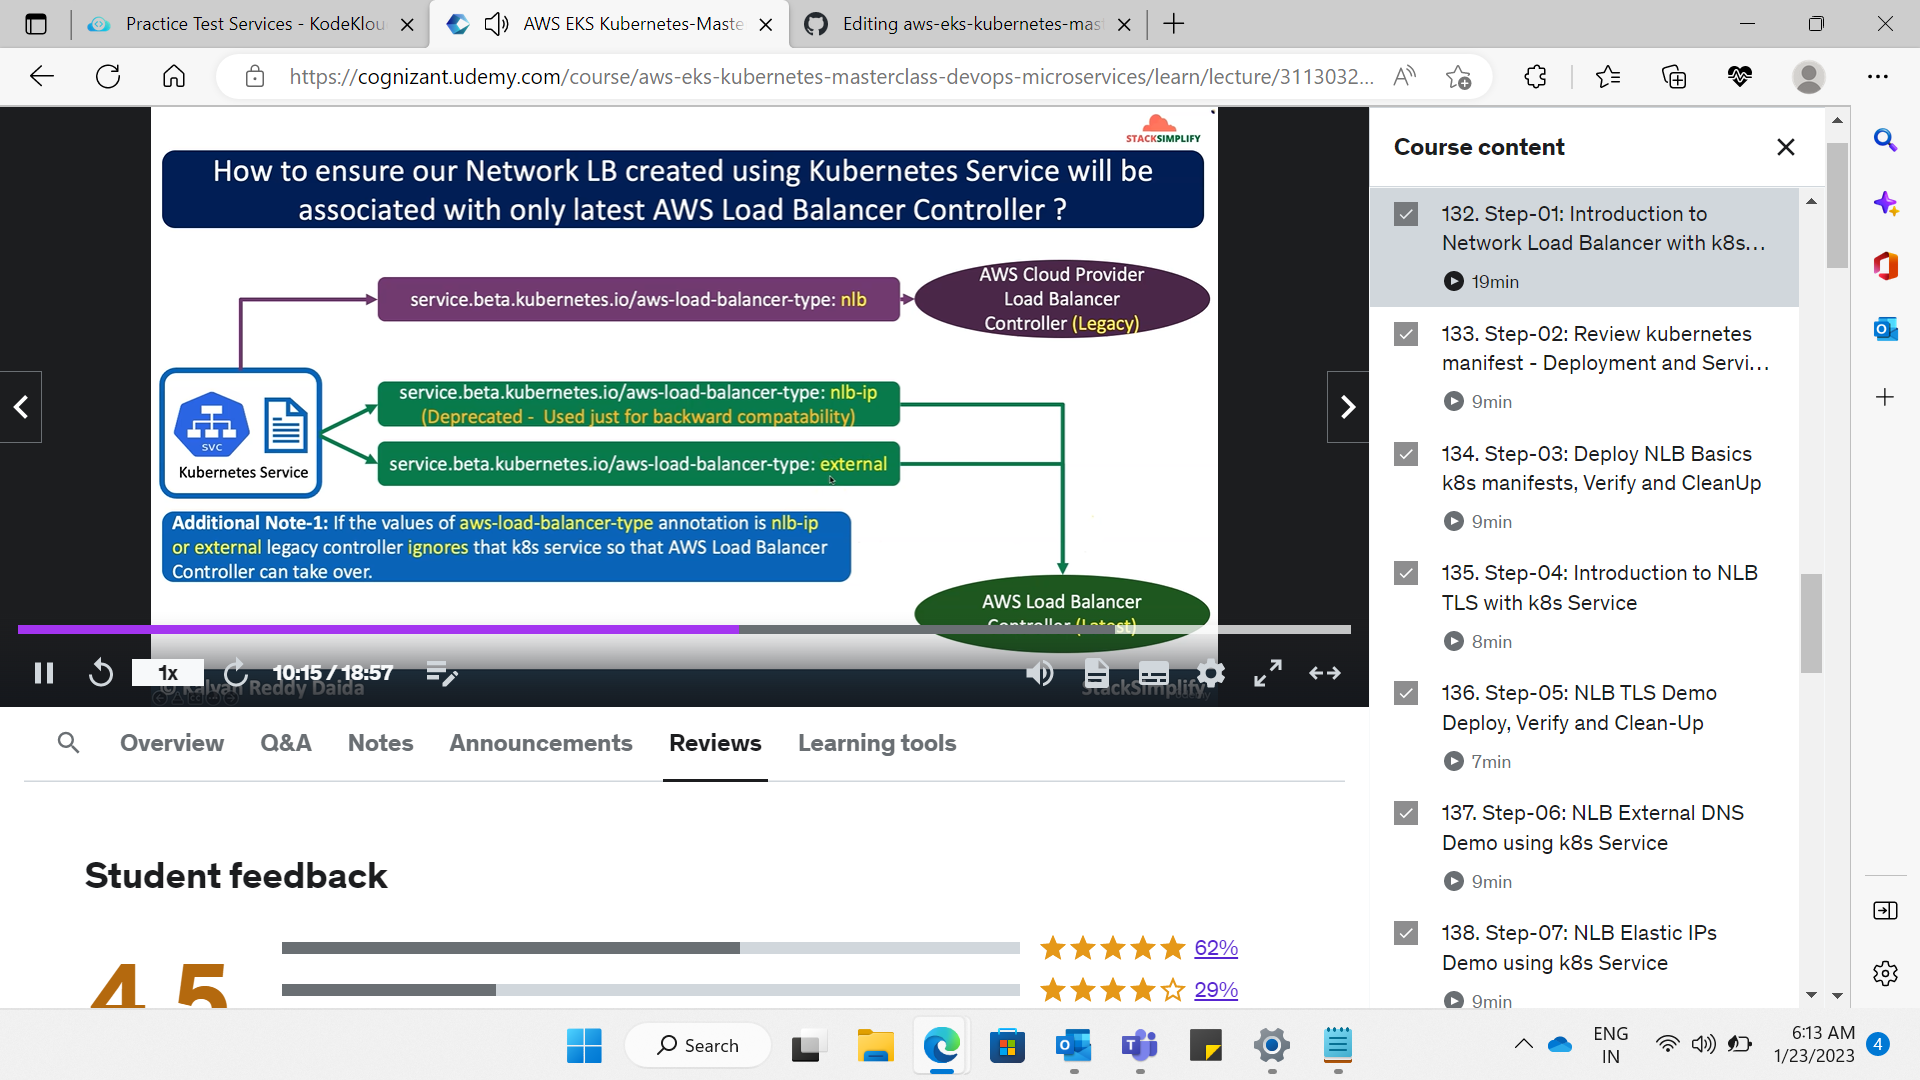 Practice Test Services - KodeKlou
AWS EKS Kubernetes-Maste
Editing aws-eks-kubernetes-mas
https://cognizant.udemy.com/course/aws-eks-kubernetes-masterclass-devops-microservices/learn/lecture/3113032...
STACKSIMPLIFY
How to ensure our Network LB created using Kubernetes Service will be
associated with only latest AWS Load Balancer Controller ?
service.beta.kubernetes.io/aws-load-balancer-type: nlb
AWS Cloud Provider
Load Balancer
Controller (Legacy)
service.beta.kubernetes.io/aws-load-balancer-type: nlb-ip
(Deprecated - Used just for backward compatability)
service.beta.kubernetes.io/aws-load-balancer-type: external
SVC
Kubernetes Service
Additional Note-1: If the values of aws-load-balancer-type annotation is nlb-ip
or external legacy controller ignores that k8s service so that AWS Load Balancer
Controller can take over.
AWS Load Balancer
Controller (Latest)
1x
10:15 / 18:57
© Kalyan Reddy Daida
StackSimplify
Overview
Q&A
Notes
Announcements
Reviews
Learning tools
Student feedback
4.5
62%
29%
Course content
132. Step-01: Introduction to
Network Load Balancer with k8s...
19min
133. Step-02: Review kubernetes
manifest - Deployment and Servi...
9min
134. Step-03: Deploy NLB Basics
k8s manifests, Verify and CleanUp
9min
135. Step-04: Introduction to NLB
TLS with k8s Service
8min
136. Step-05: NLB TLS Demo
Deploy, Verify and Clean-Up
7min
137. Step-06: NLB External DNS
Demo using k8s Service
9min
138. Step-07: NLB Elastic IPs
Demo using k8s Service
9min
Search
ENG
IN
6:13 AM
1/23/2023
4